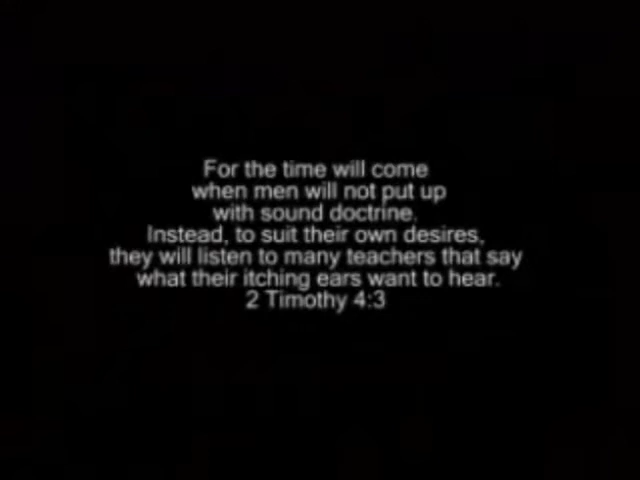 For the time will come
when men will not put up
with sound doctrine.
Instead, to suit their own desires,
they will listen to many teachers that say
what their itching ears want to hear.
2 Timothy 4:3